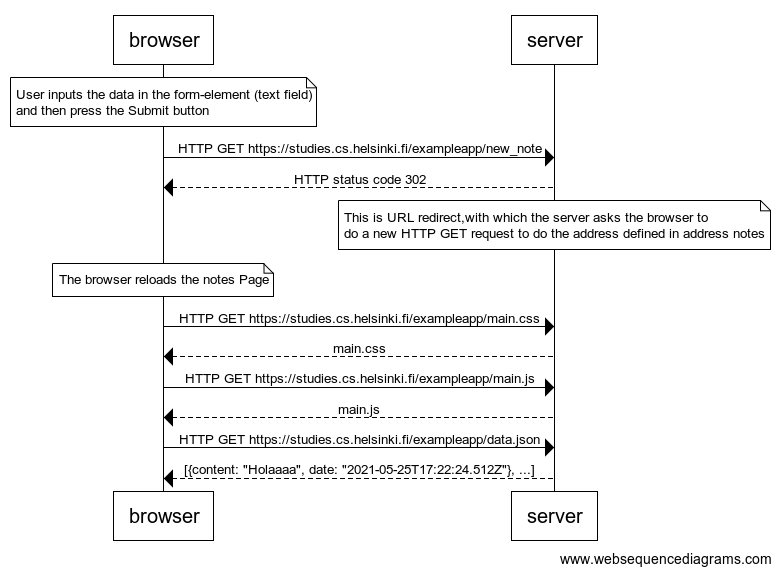 browser
server
User inputs the data in the form-element (text field)
and then press the Submit button
HTTP GET https://studies.cs.helsinki.fi/exampleapp/new_note
HTTP status code 302
This is URL redirect,with which the server asks the browser to
do a new HTTP GET request to do the address defined in address notes
The browser reloads the notes Page
HTTP GET https://studies.cs.helsinki.fi/exampleapp/main.css
main.css
HTTP GET https://studies.cs.helsinki.fi/exampleapp/main.js
main.js
HTTP GET https://studies.cs.helsinki.fi/exampleapp/data.json
[{content: "Holaaaa", date: "2021-05-25T17:22:24.512Z"}, ...]
browser
server
www.websequencediagrams.com